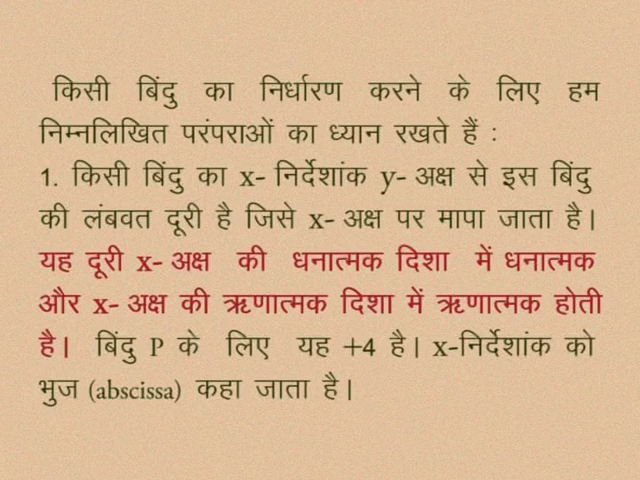 किसी बिंदु का निर्धारण करने के लिए हम
निम्नलिखित परंपराओं का ध्यान रखते हैं :
1. किसी बिंदु का x- निर्देशांक y- अक्ष से इस बिंदु
की लंबवत दूरी है जिसे x- अक्ष पर मापा जाता है।
यह दूरी x- अक्ष की धनात्मक दिशा में धनात्मक
और x- अक्ष की ऋणात्मक दिशा में ऋणात्मक होती
है। बिंदु P के लिए यह +4 है। x-निर्देशांक को
भुज (abscissa) कहा जाता है।